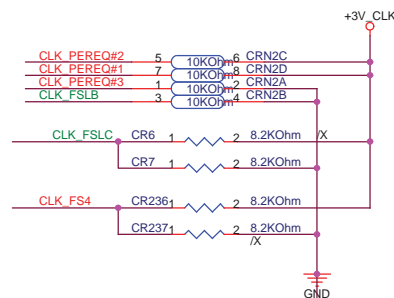 +3V_CLK
CLK_PEREQ#2 5 10KOhm 6 CRN2C
CLK_PEREQ#1 7 10KOhm 8 CRN2D
CLK_PEREQ#3 1 10KOhm 2 CRN2A
CLK_FSLB 3 10KOhm 4 CRN2B
CLK_FSLC CR6 1 2 8.2KOhm /X
CR7 1 2 8.2KOhm
CLK_FS4 CR236 1 2 8.2KOhm
CR237 1 2 8.2KOhm
/X
GND